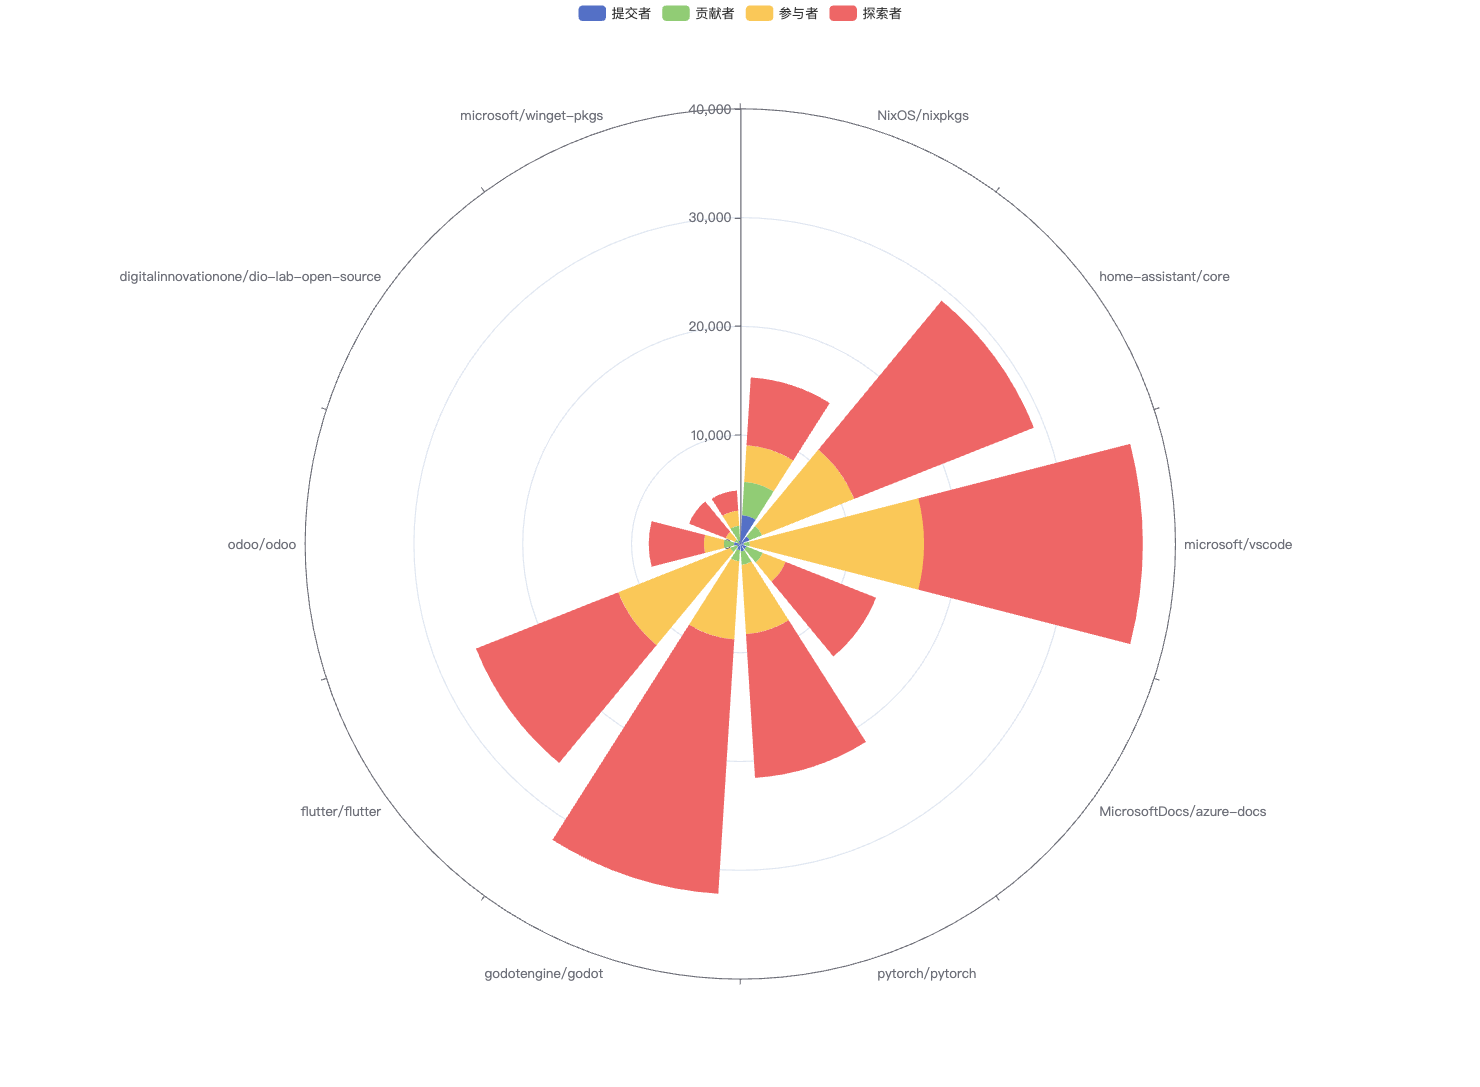 提交者 贡献者 参与者 探索者
40,000
30,000
20,000
10,000
NixOS/nixpkgs
home-assistant/core
microsoft/vscode
MicrosoftDocs/azure-docs
pytorch/pytorch
godotengine/godot
flutter/flutter
odoo/odoo
digitalinnovationone/dio-lab-open-source
microsoft/winget-pkgs
0